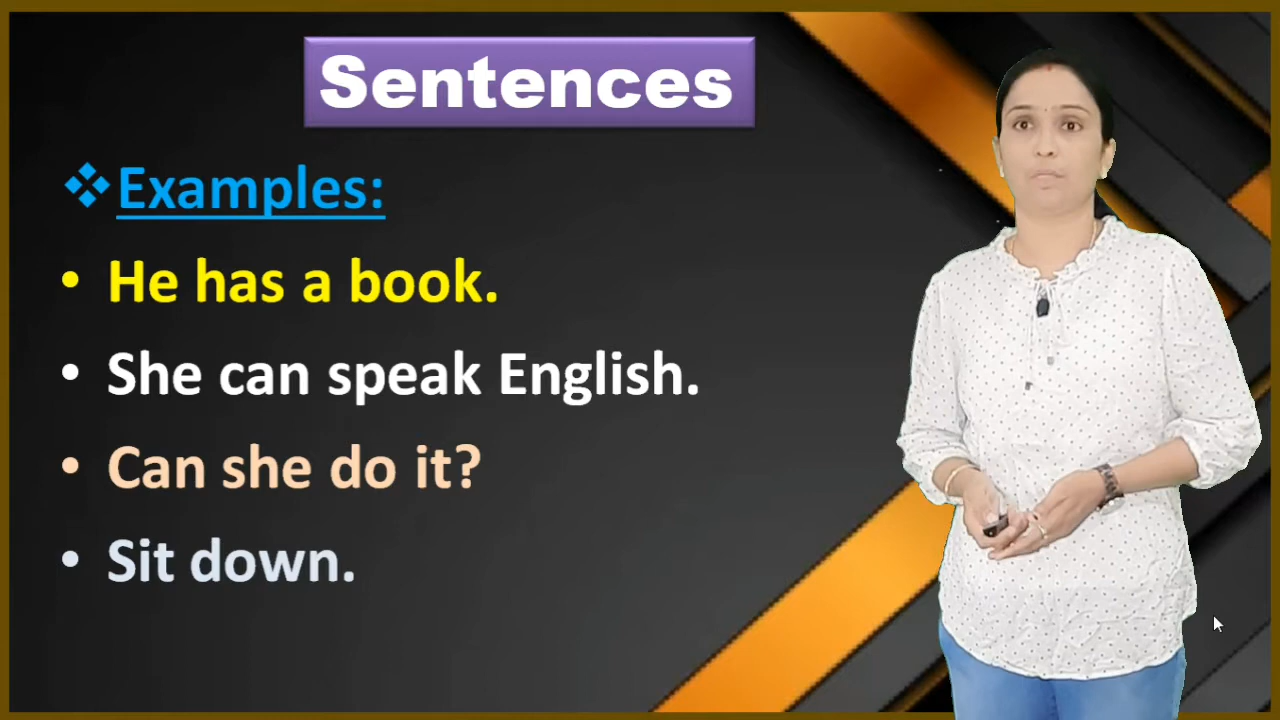 Sentences
Examples:
He has a book.
She can speak English.
Can she do it?
Sit down.